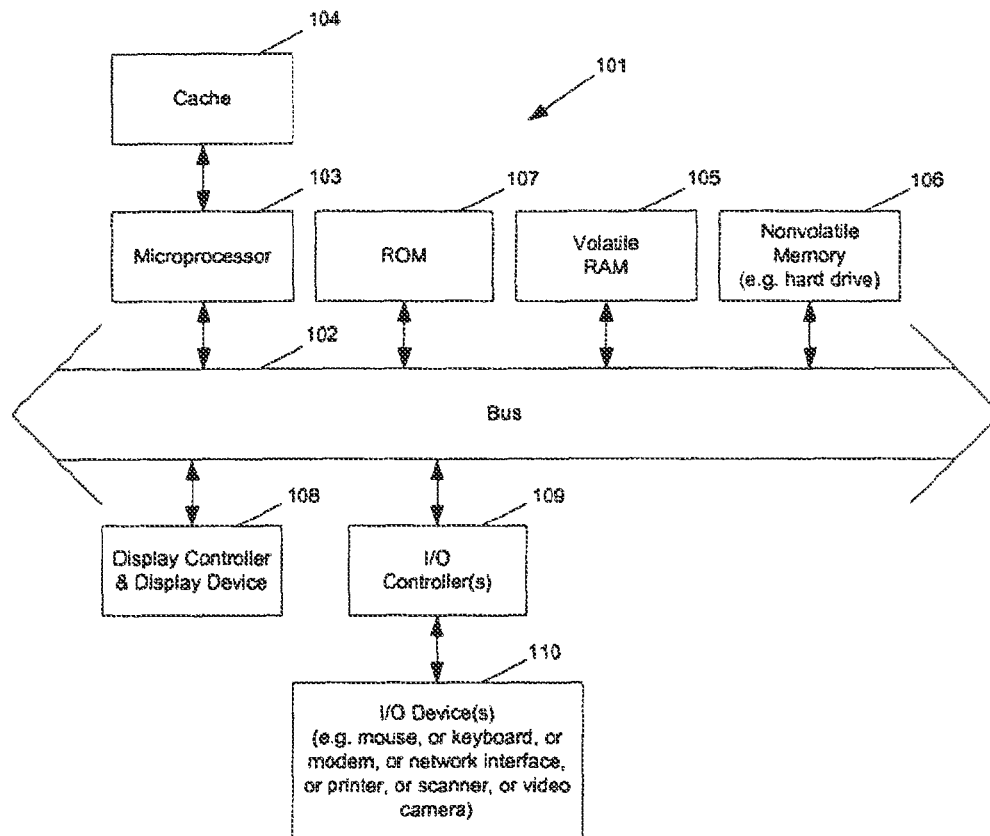 104
Cache
101
103
107
105
106
Microprocessor
ROM
Volatile
RAM
Nonvolatile
Memory
(e.g. hard drive)
102
Bus
108
109
Display Controller
& Display Device
I/O
Controller(s)
110
I/O Device(s)
(e.g. mouse, or keyboard, or
modem, or network interface,
or printer, or scanner, or video
camera)